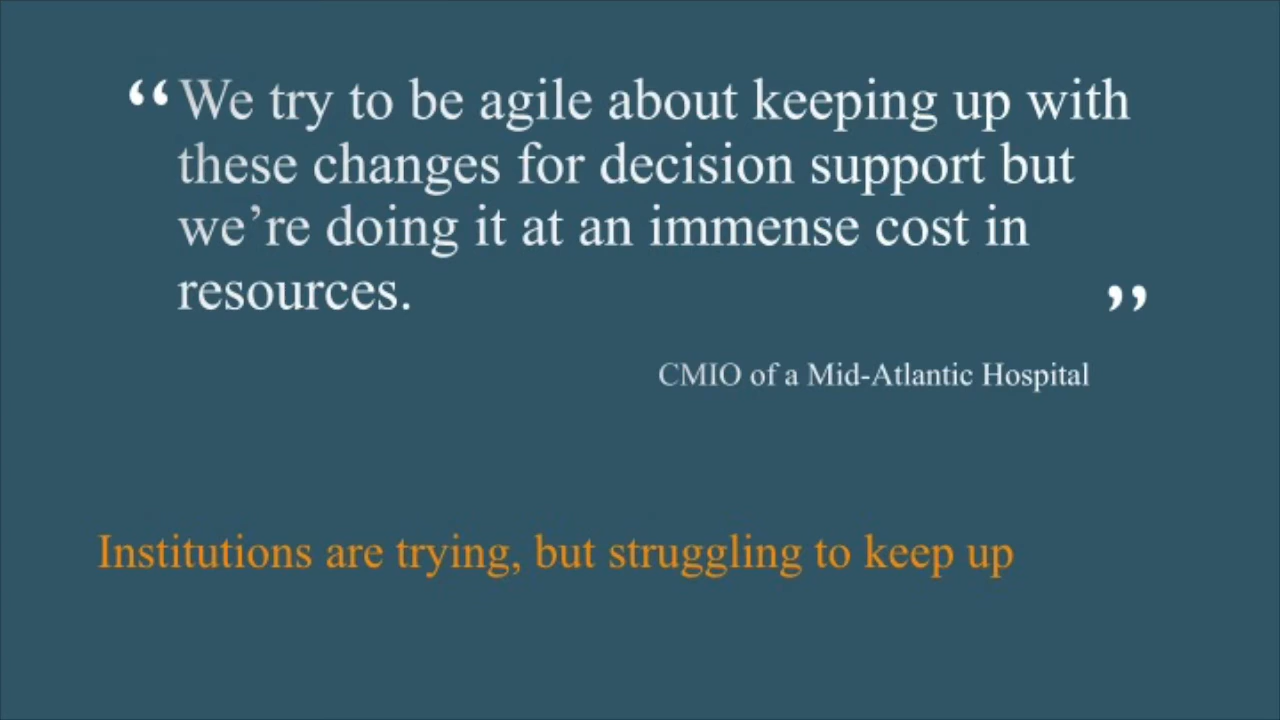 “We try to be agile about keeping up with
these changes for decision support but
we’re doing it at an immense cost in
resources. ”
CMIO of a Mid-Atlantic Hospital
Institutions are trying, but struggling to keep up